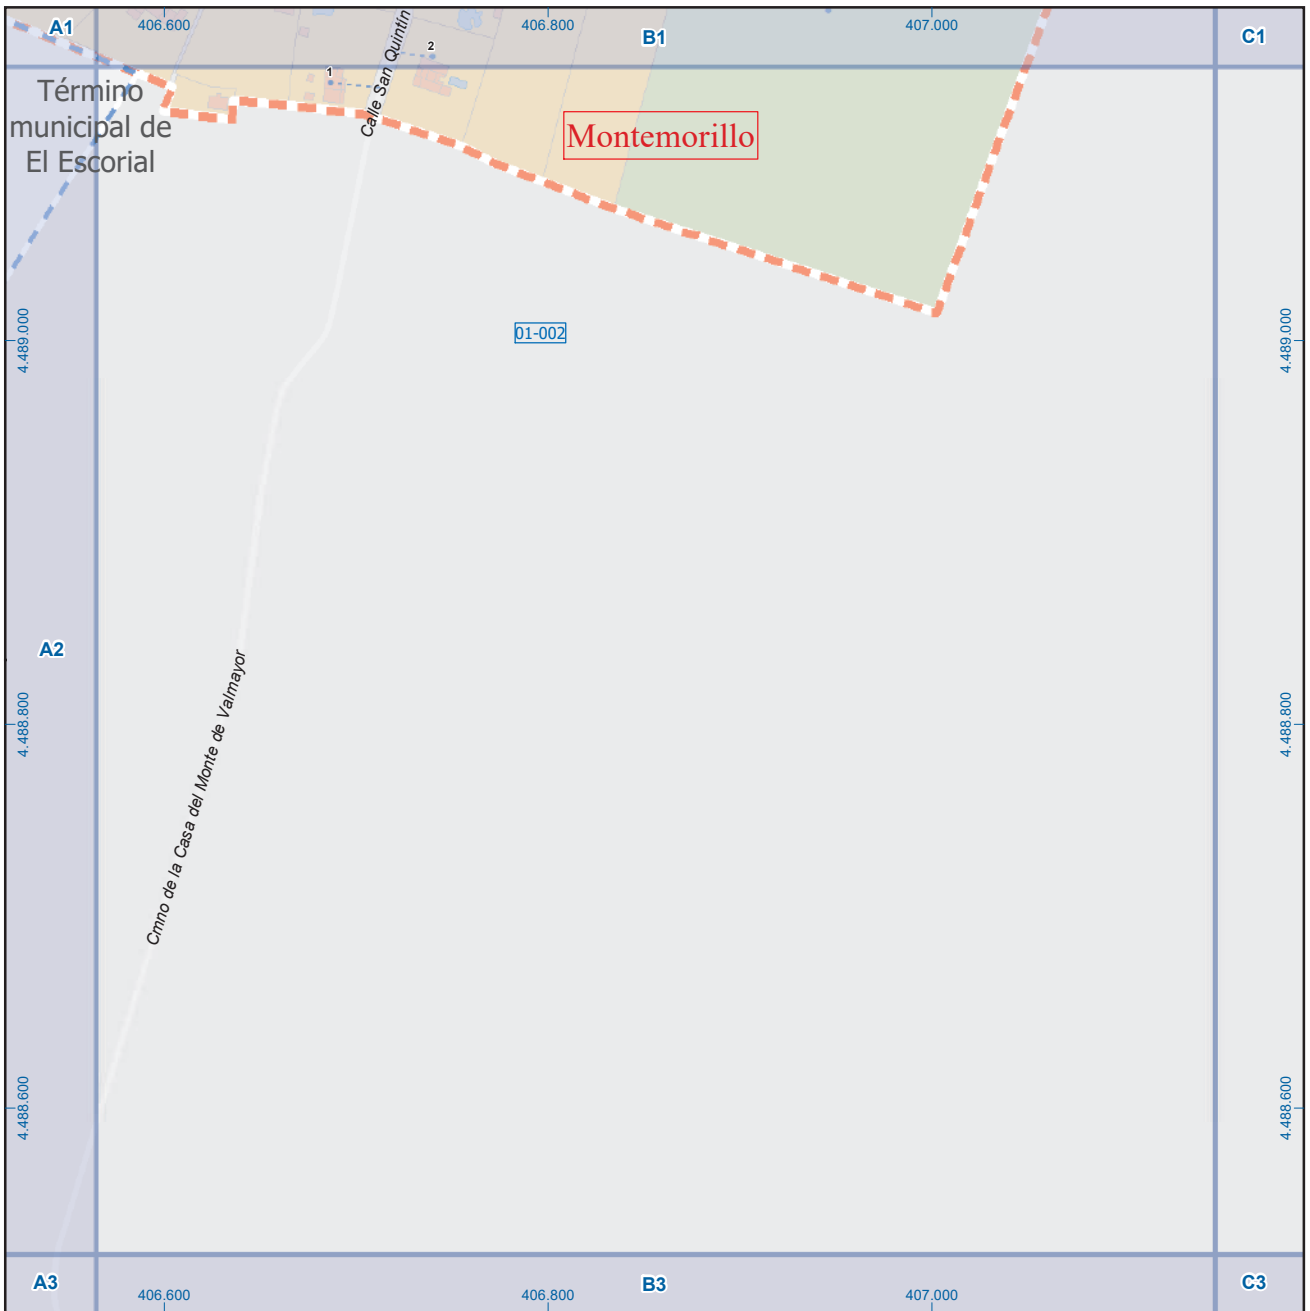 A1
406.600
406.800
B1
407.000
C1
1
2
Calle San Quintin
Término
municipal de
El Escorial
Montemorillo
01-002
4.489.000
4.489.000
A2
4.488.800
4.488.800
Cmno de la Casa del Monte de Valmayor
4.488.600
4.488.600
A3
406.600
406.800
B3
407.000
C3